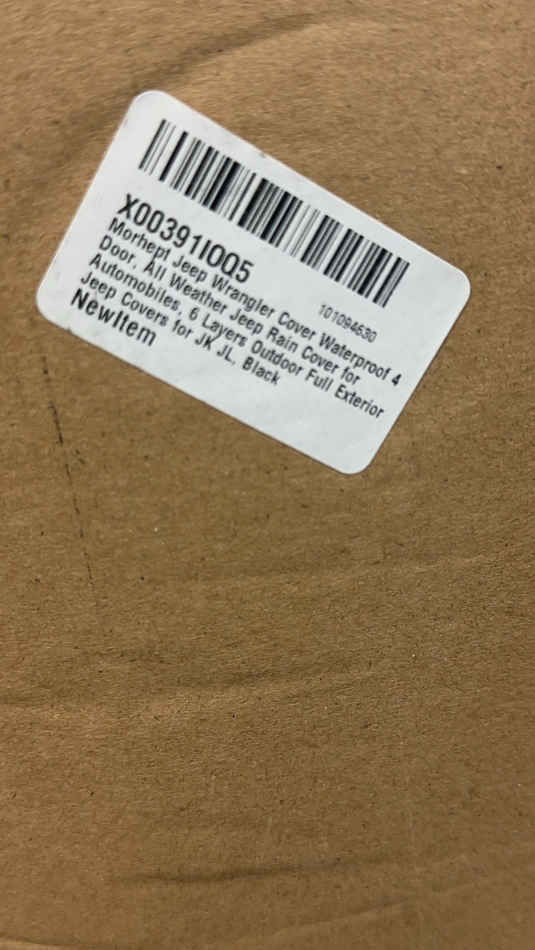 X00391IOQ5
101094630
Morhept Jeep Wrangler Cover Waterproof 4
Door, All Weather Jeep Rain Cover for
Automobiles, 6 Layers Outdoor Full Exterior
Jeep Covers for JK JL, Black
NewItem